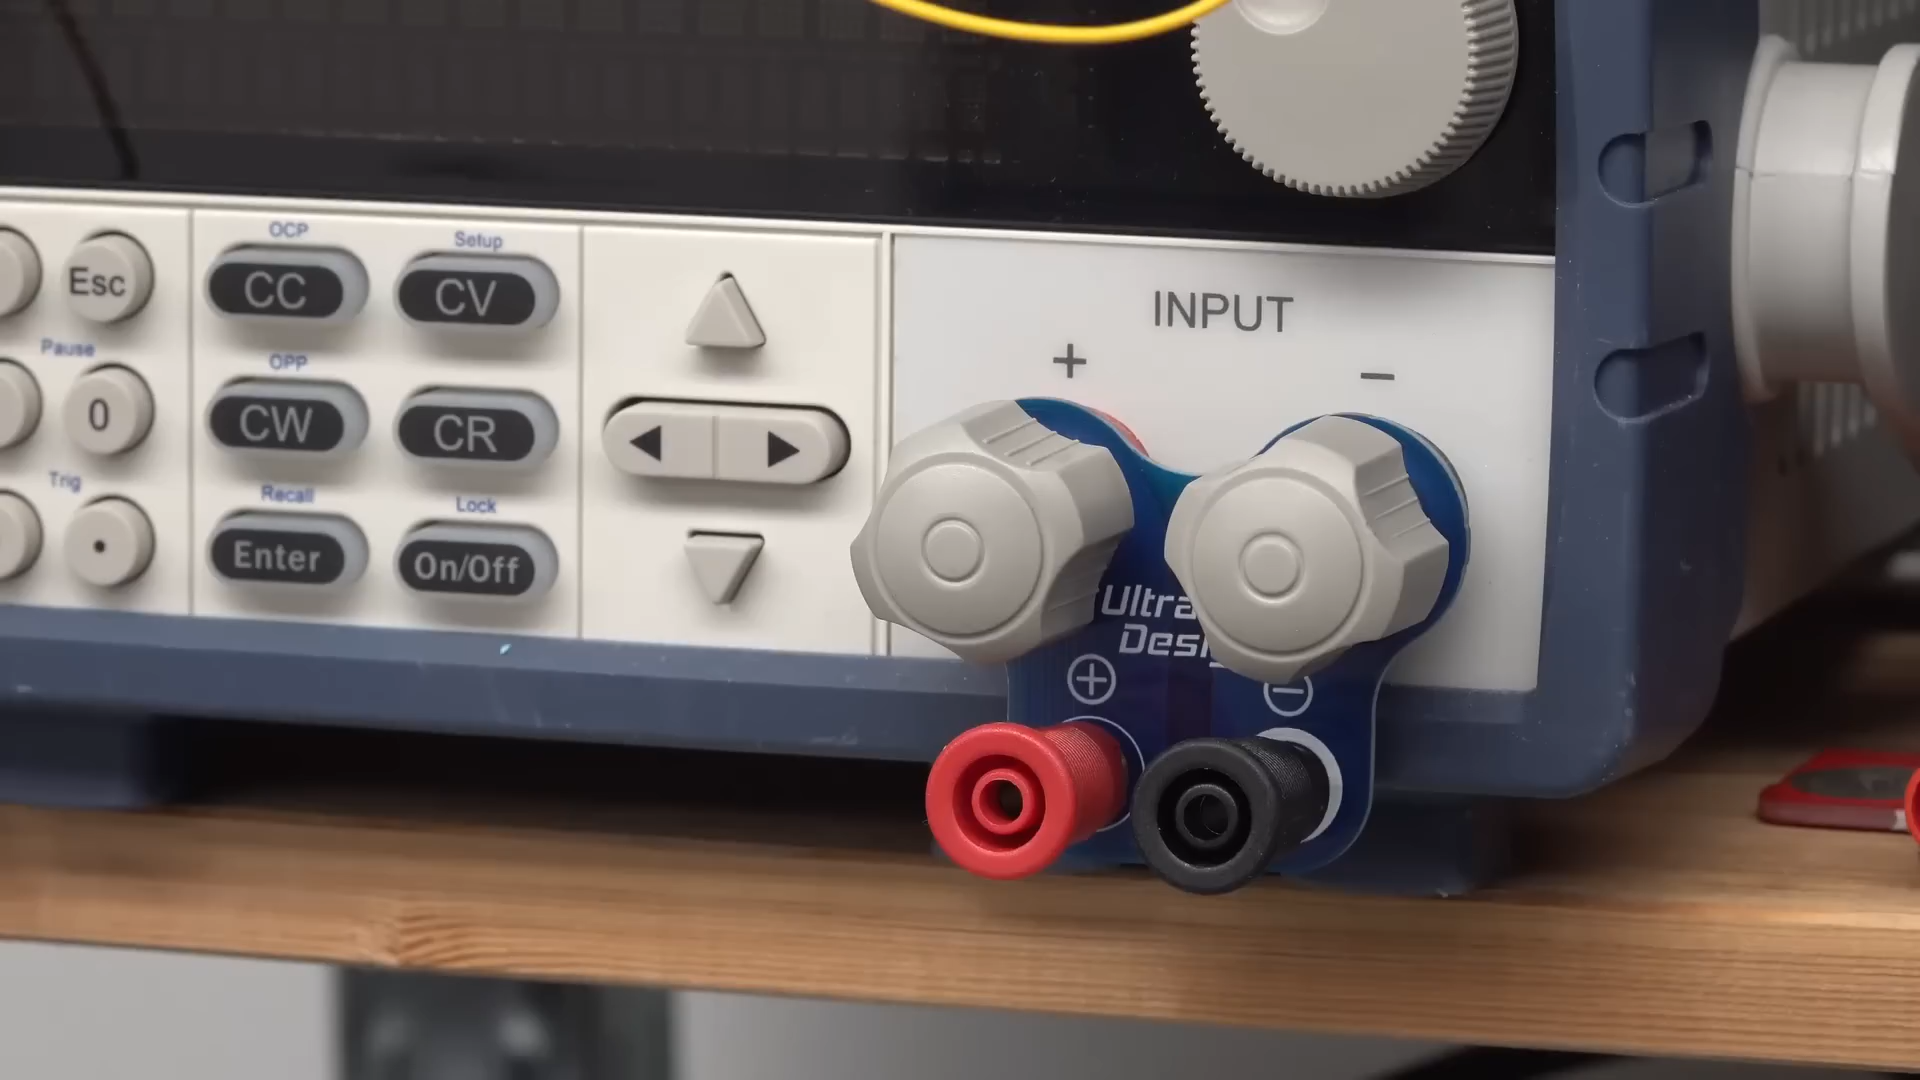 Esc
Pause
0
Trig
OCP
CC
Setup
CV
OPP
CW
CR
Recall
Enter
Lock
On/Off
INPUT
+
−
Ultra
+
−